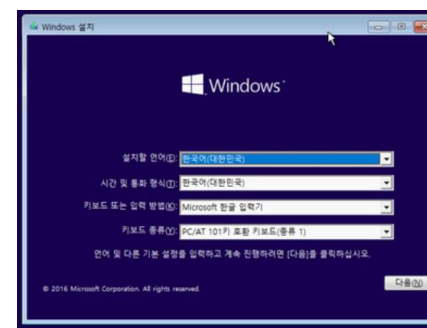 Windows 설치
Windows
설치할 언어(E): 한국어(대한민국)
시간 및 통화 형식(T): 한국어(대한민국)
키보드 또는 입력 방법(K): Microsoft 한글 입력기
키보드 종류(Y): PC/AT 101키 호환 키보드(종류 1)
언어 및 다른 기본 설정을 입력하고 계속 진행하려면 [다음]을 클릭하십시오.
© 2016 Microsoft Corporation. All rights reserved.
다음(N)